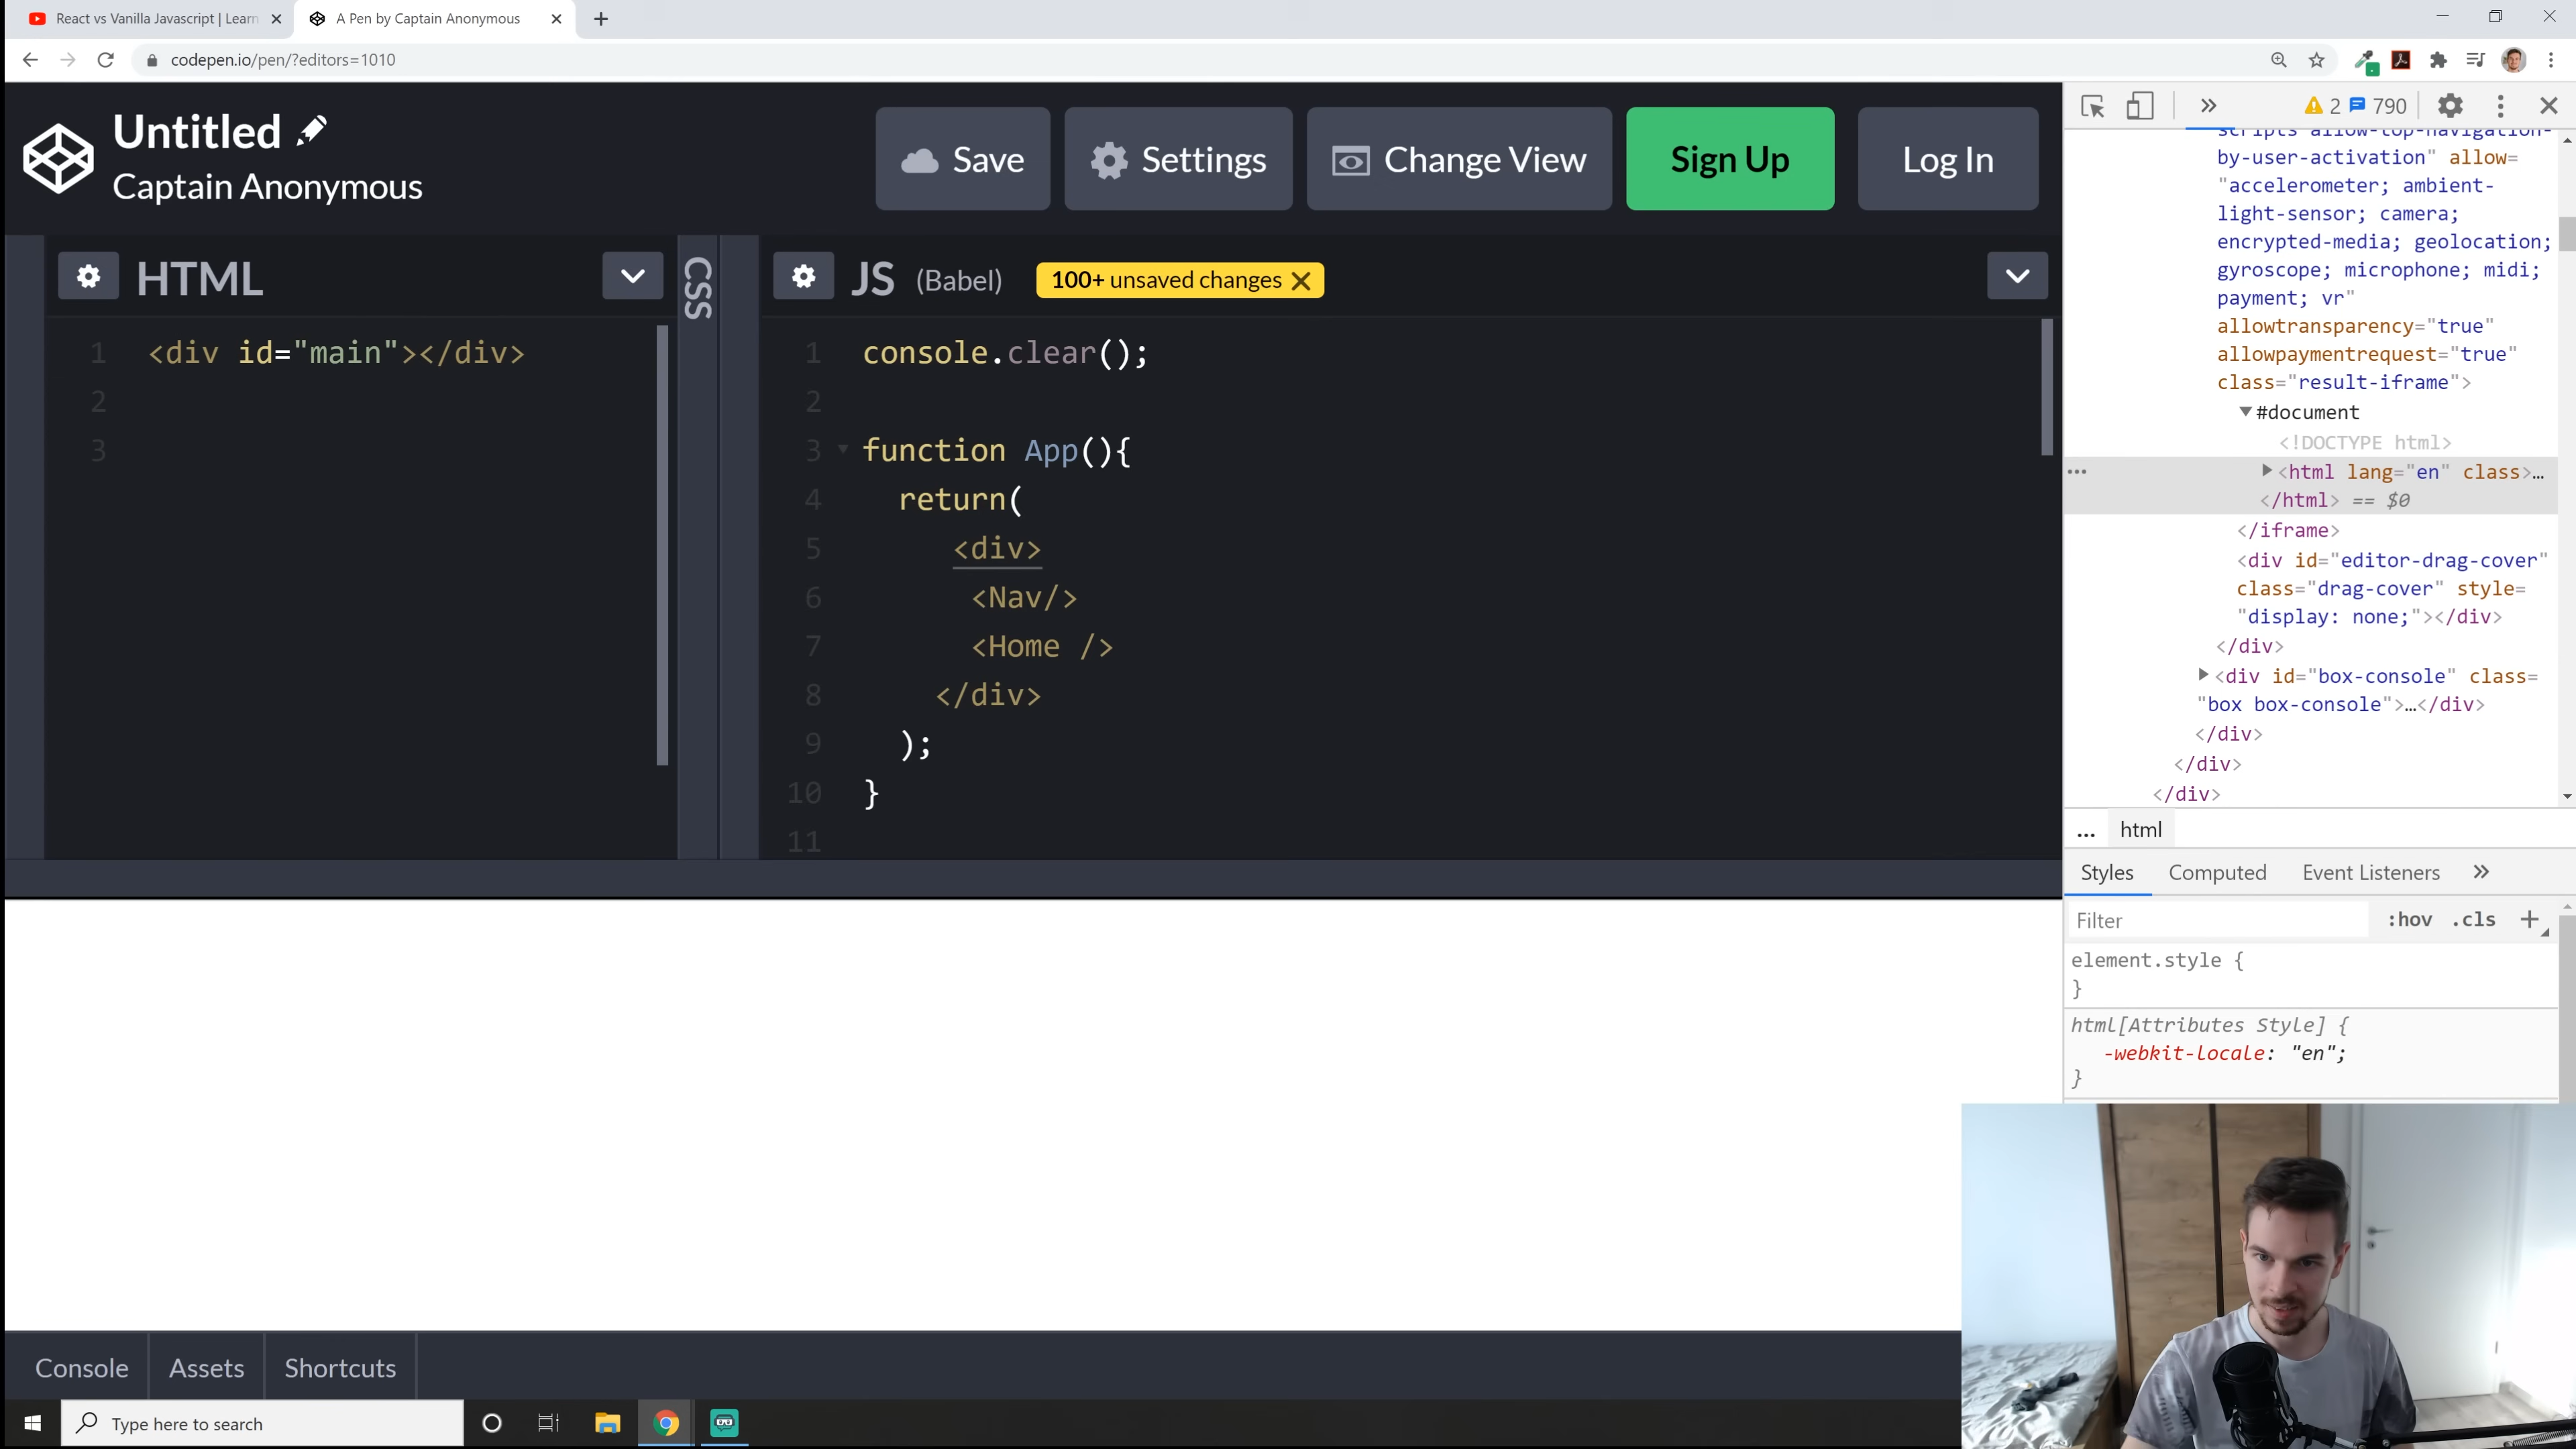 React vs Vanilla Javascript | Learn
A Pen by Captain Anonymous
codepen.io/pen/?editors=1010
Untitled
Captain Anonymous
Save
Settings
Change View
Sign Up
Log In
HTML
CSS
JS (Babel)
100+ unsaved changes
1 <div id="main"></div>
2
3
1 console.clear();
2
3 function App(){
4 return(
5 <div>
6 <Nav/>
7 <Home />
8 </div>
9 );
10 }
11
2 790
scripts allow-top-navigation-
by-user-activation" allow=
"accelerometer; ambient-
light-sensor; camera;
encrypted-media; geolocation;
gyroscope; microphone; midi;
payment; vr"
allowtransparency="true"
allowpaymentrequest="true"
class="result-iframe">
#document
<!DOCTYPE html>
<html lang="en" class>…
</html> == $0
</iframe>
<div id="editor-drag-cover"
class="drag-cover" style=
"display: none;"></div>
</div>
<div id="box-console" class=
"box box-console">…</div>
</div>
</div>
</div>
... html
Styles Computed Event Listeners
Filter :hov .cls
element.style {
}
html[Attributes Style] {
-webkit-locale: "en";
}
Console
Assets
Shortcuts
Type here to search